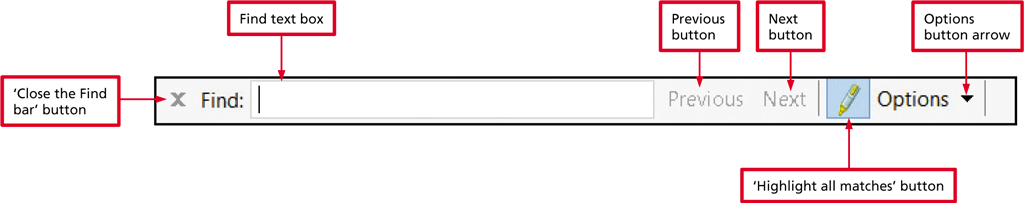 Find text box
Previous
button
Next
button
Options
button arrow
‘Close the Find
bar’ button
x Find: Previous Next Options
‘Highlight all matches’ button